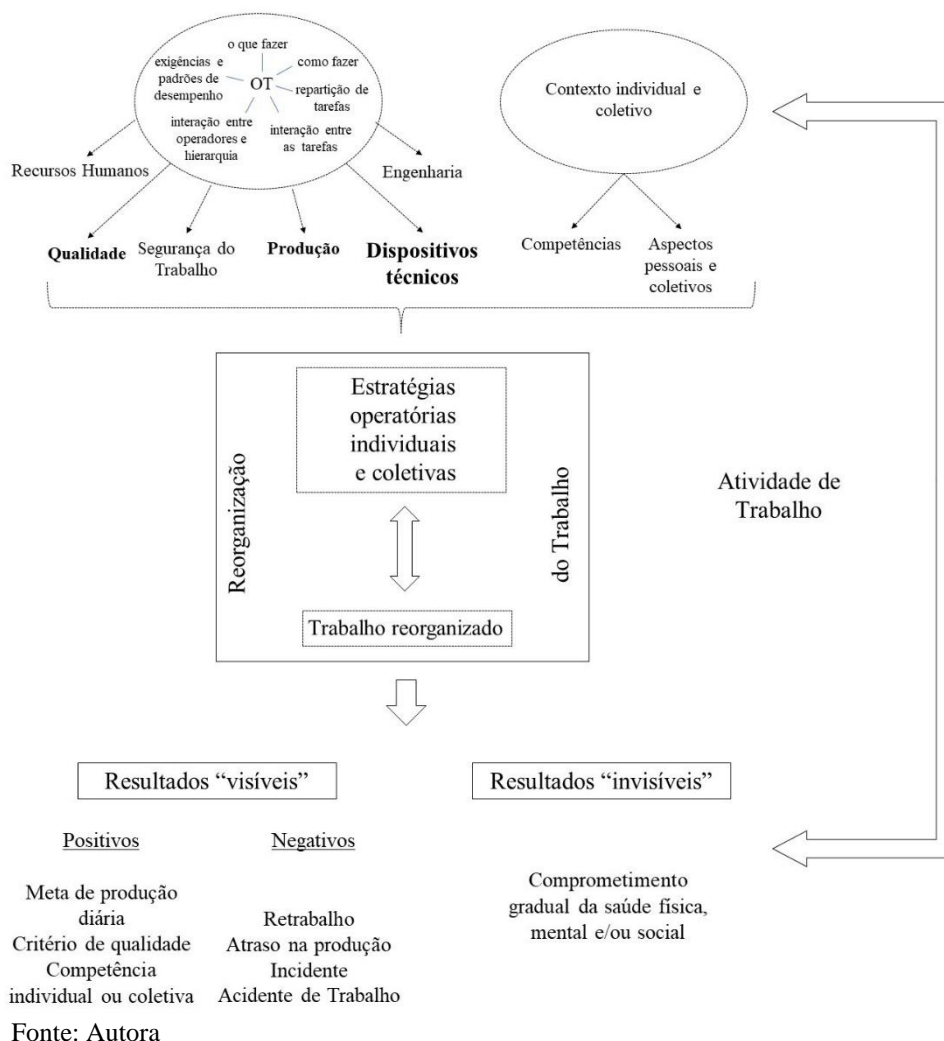 o que fazer
como fazer
exigências e
padrões de
desempenho
OT
repartição de
tarefas
interação entre
operadores e
hierarquia
interação entre
as tarefas
Contexto individual e
coletivo
Recursos Humanos
Engenharia
Qualidade
Segurança do
Trabalho
Produção
Dispositivos
técnicos
Competências
Aspectos
pessoais e
coletivos
Reorganização
Estratégias
operatórias
individuais
e coletivas
do Trabalho
Trabalho reorganizado
Atividade de
Trabalho
Resultados “visíveis”
Resultados “invisíveis”
Positivos
Negativos
Meta de produção
diária
Critério de qualidade
Competência
individual ou coletiva
Retrabalho
Atraso na produção
Incidente
Acidente de Trabalho
Comprometimento
gradual da saúde física,
mental e/ou social
Fonte: Autora